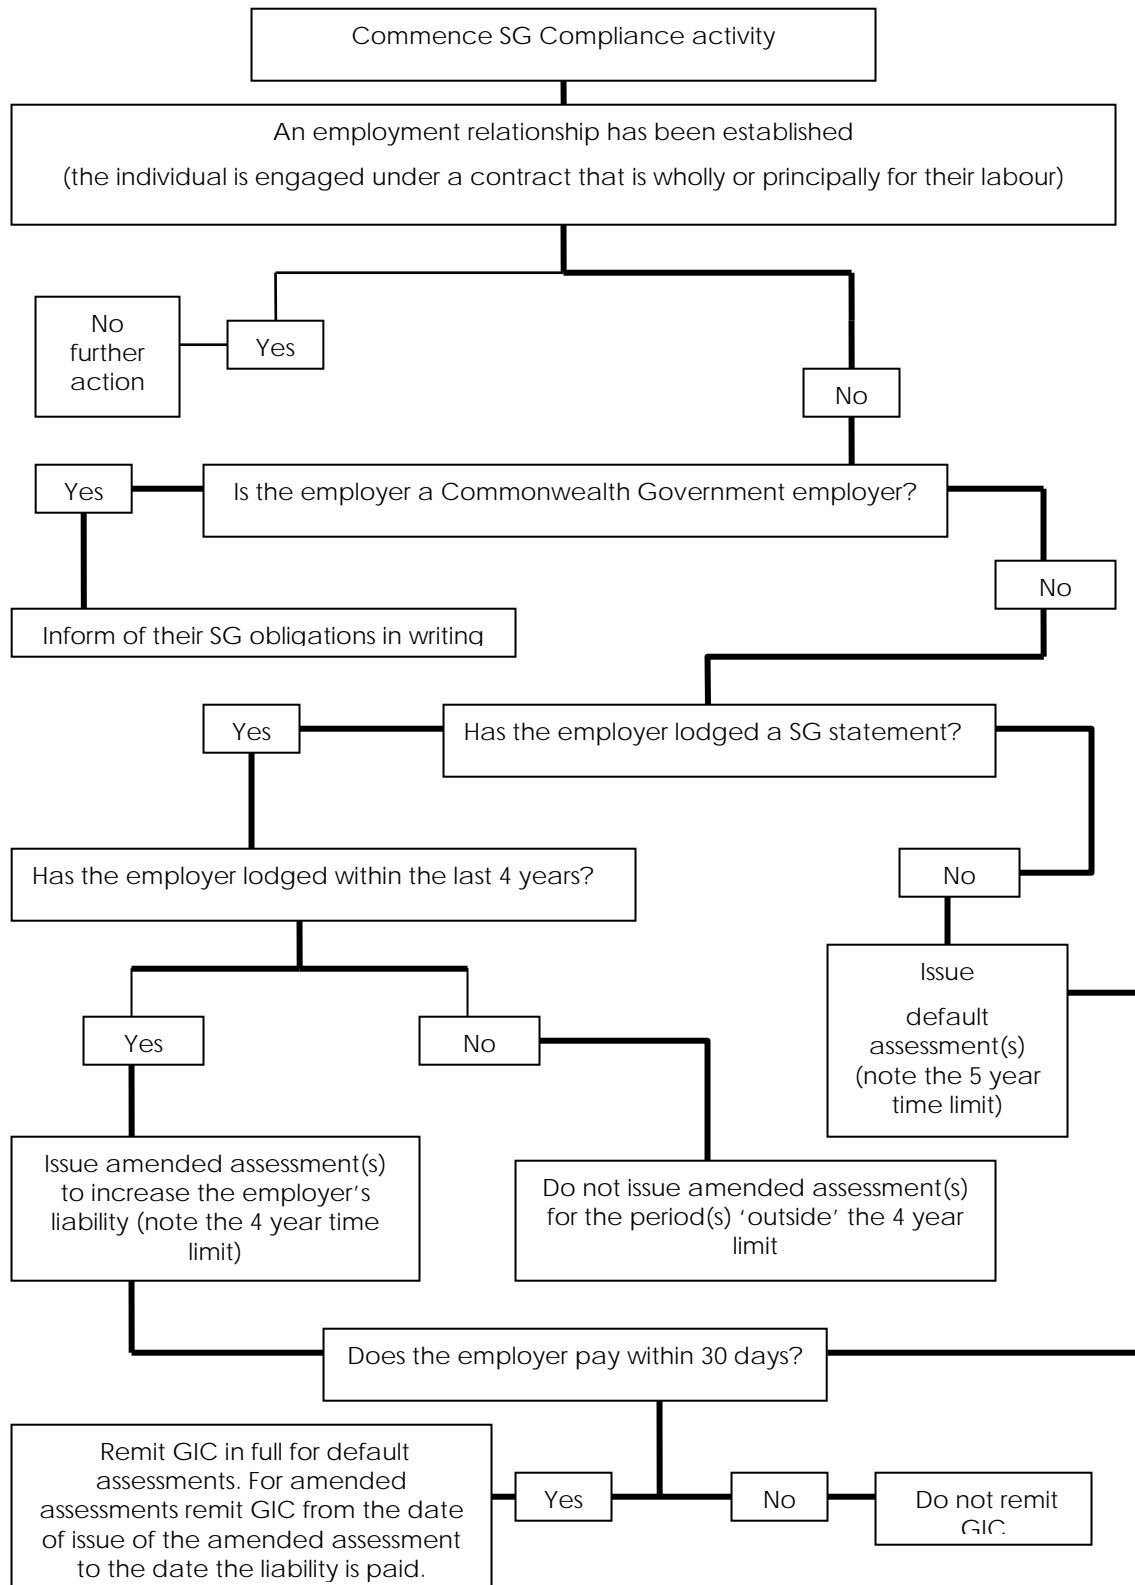 Commence SG Compliance activity
An employment relationship has been established
(the individual is engaged under a contract that is wholly or principally for their labour)
No
further
action
Yes
No
Yes
Is the employer a Commonwealth Government employer?
No
Inform of their SG obligations in writing
Yes
Has the employer lodged a SG statement?
Has the employer lodged within the last 4 years?
No
Issue
default
assessment(s)
(note the 5 year
time limit)
Yes
No
Issue amended assessment(s)
to increase the employer's
liability (note the 4 year time
limit)
Do not issue amended assessment(s)
for the period(s) ‘outside’ the 4 year
limit
Does the employer pay within 30 days?
Remit GIC in full for default
assessments. For amended
assessments remit GIC from the date
of issue of the amended assessment
to the date the liability is paid.
Yes
No
Do not remit
GIC